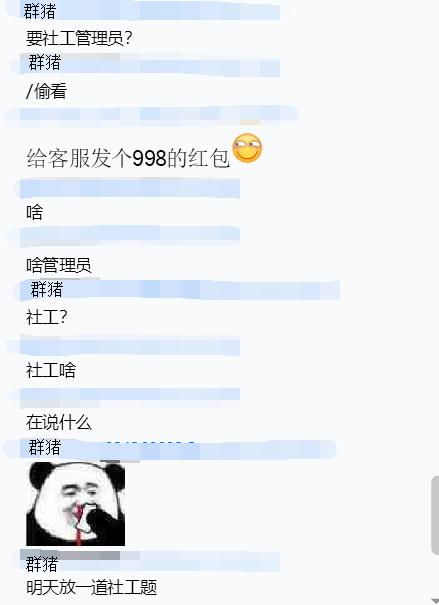 群猪
要社工管理员?
群猪
/偷看
给客服发个998的红包
啥
啥管理员
群猪
社工?
社工啥
在说什么
群猪
群猪
明天放一道社工题